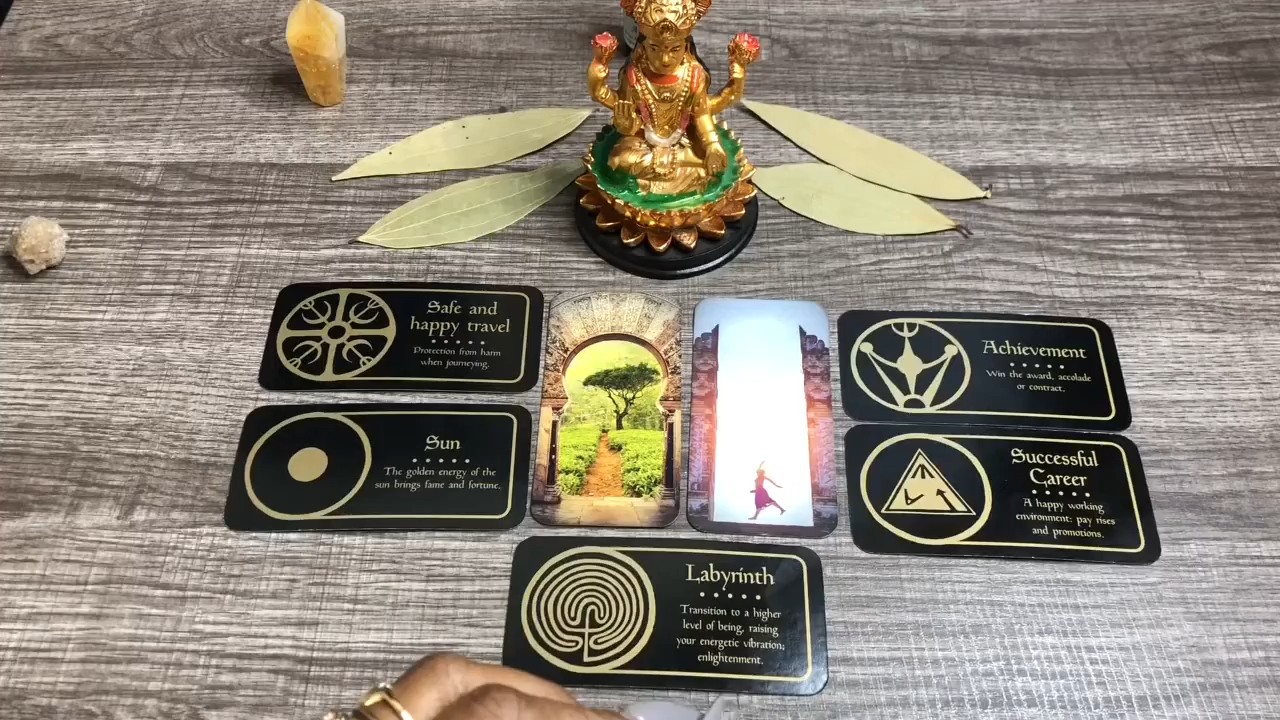 Safe and
happy travel
Protection from harm
when journeying.
Sun
The golden energy of the
sun brings fame and fortune.
Achievement
Win the award, accolade
or contract.
Successful
Career
A happy working
environment: pay rises
and promotions.
Labyrinth
Transition to a higher
level of being, raising
your energetic vibration;
enlightenment.